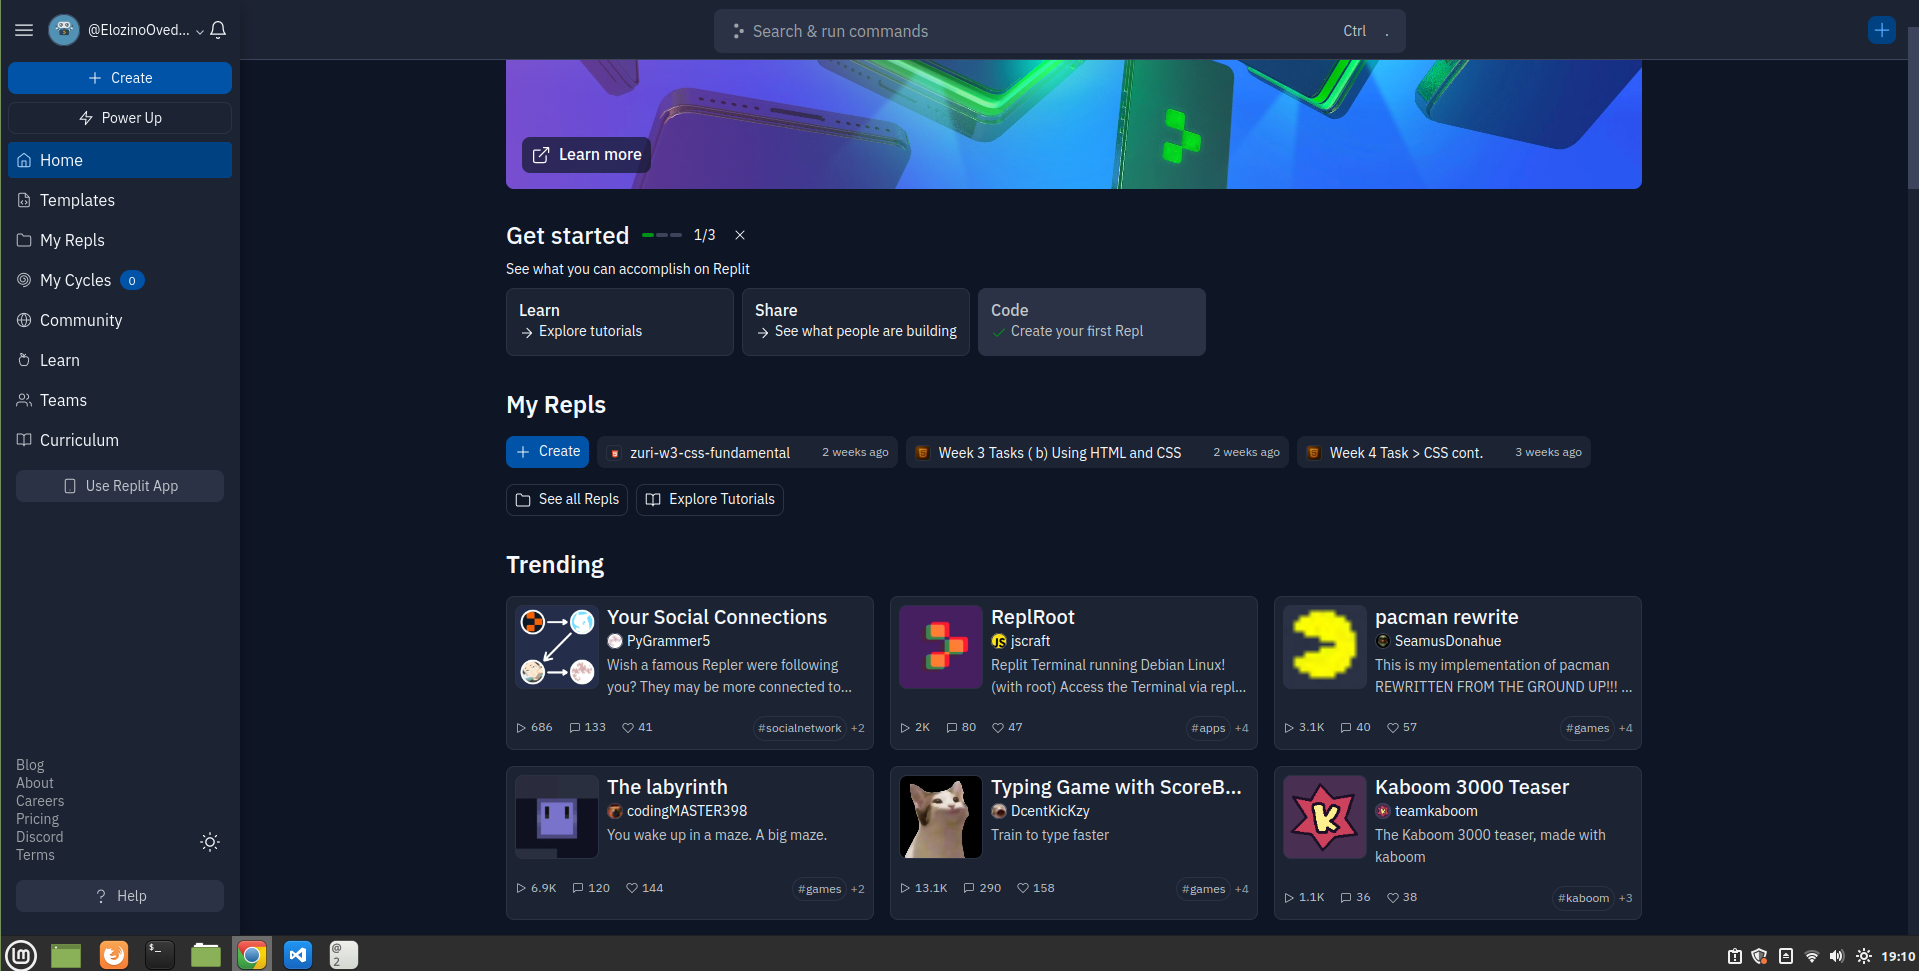 @ElozinoOved...
Search & run commands
Ctrl .
Create
Power Up
Home
Templates
My Repls
My Cycles 0
Community
Learn
Teams
Curriculum
Use Replit App
Blog
About
Careers
Pricing
Discord
Terms
? Help
Learn more
Get started 1/3
See what you can accomplish on Replit
Learn
→ Explore tutorials
Share
→ See what people are building
Code
Create your first Repl
My Repls
+ Create
zuri-w3-css-fundamental 2 weeks ago
Week 3 Tasks ( b) Using HTML and CSS 2 weeks ago
Week 4 Task > CSS cont. 3 weeks ago
See all Repls
Explore Tutorials
Trending
Your Social Connections
PyGrammer5
Wish a famous Repler were following
you? They may be more connected to...
686 133 41 #socialnetwork +2
ReplRoot
JS jscraft
Replit Terminal running Debian Linux!
(with root) Access the Terminal via repl...
2K 80 47 #apps +4
pacman rewrite
SeamusDonahue
This is my implementation of pacman
REWRITTEN FROM THE GROUND UP!!! ...
3.1K 40 57 #games +4
The labyrinth
codingMASTER398
You wake up in a maze. A big maze.
6.9K 120 144 #games +2
Typing Game with ScoreB...
DcentKicKzy
Train to type faster
13.1K 290 158 #games +4
k
Kaboom 3000 Teaser
teamkaboom
The Kaboom 3000 teaser, made with
kaboom
1.1K 36 38 #kaboom +3
lm
$_
@
2
19:10